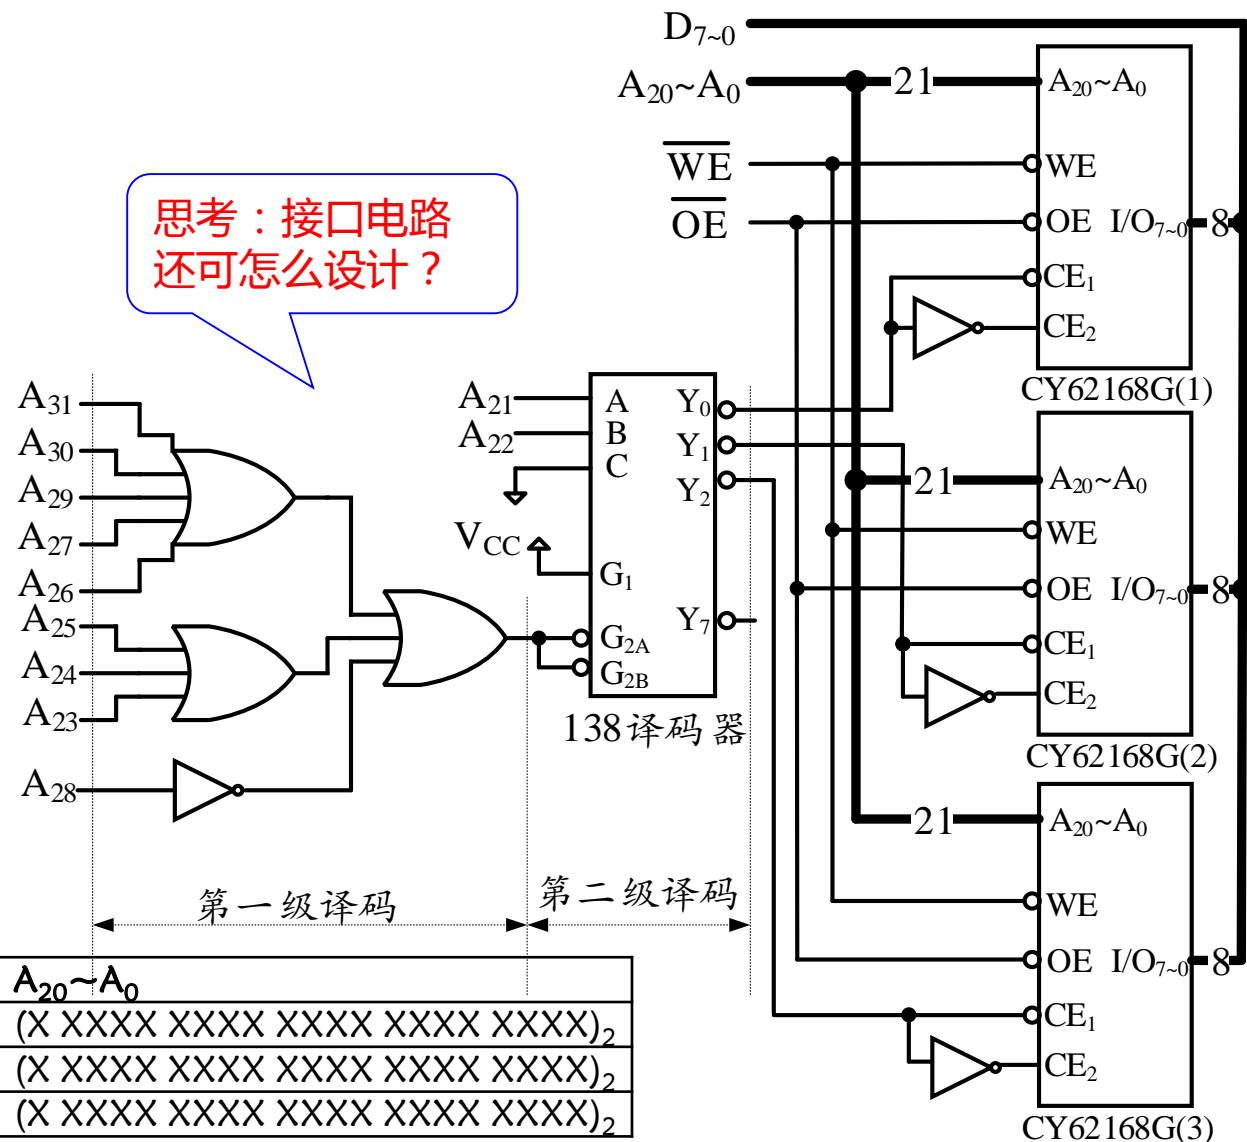 D7~0
A20~A0
21
A20~A0
WE
WE
OE
OE
I/O7~0
8
CE1
CE2
CY62168G(1)
思考：接口电路
还可怎么设计？
A31
A30
A29
A27
A26
A25
A24
A23
A28
A21
A22
VCC
A
B
C
G1
G2A
G2B
Y0
Y1
Y2
Y7
138译码器
21
A20~A0
WE
OE
I/O7~0
8
CE1
CE2
CY62168G(2)
21
A20~A0
WE
OE
I/O7~0
8
CE1
CE2
CY62168G(3)
第一级译码
第二级译码
A20～A0
(X XXXX XXXX XXXX XXXX XXXX)2
(X XXXX XXXX XXXX XXXX XXXX)2
(X XXXX XXXX XXXX XXXX XXXX)2